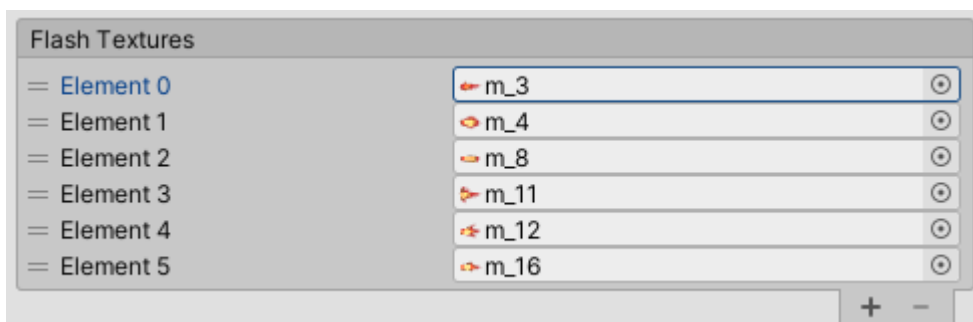 Flash Textures
Element 0 m_3
Element 1 m_4
Element 2 m_8
Element 3 m_11
Element 4 m_12
Element 5 m_16